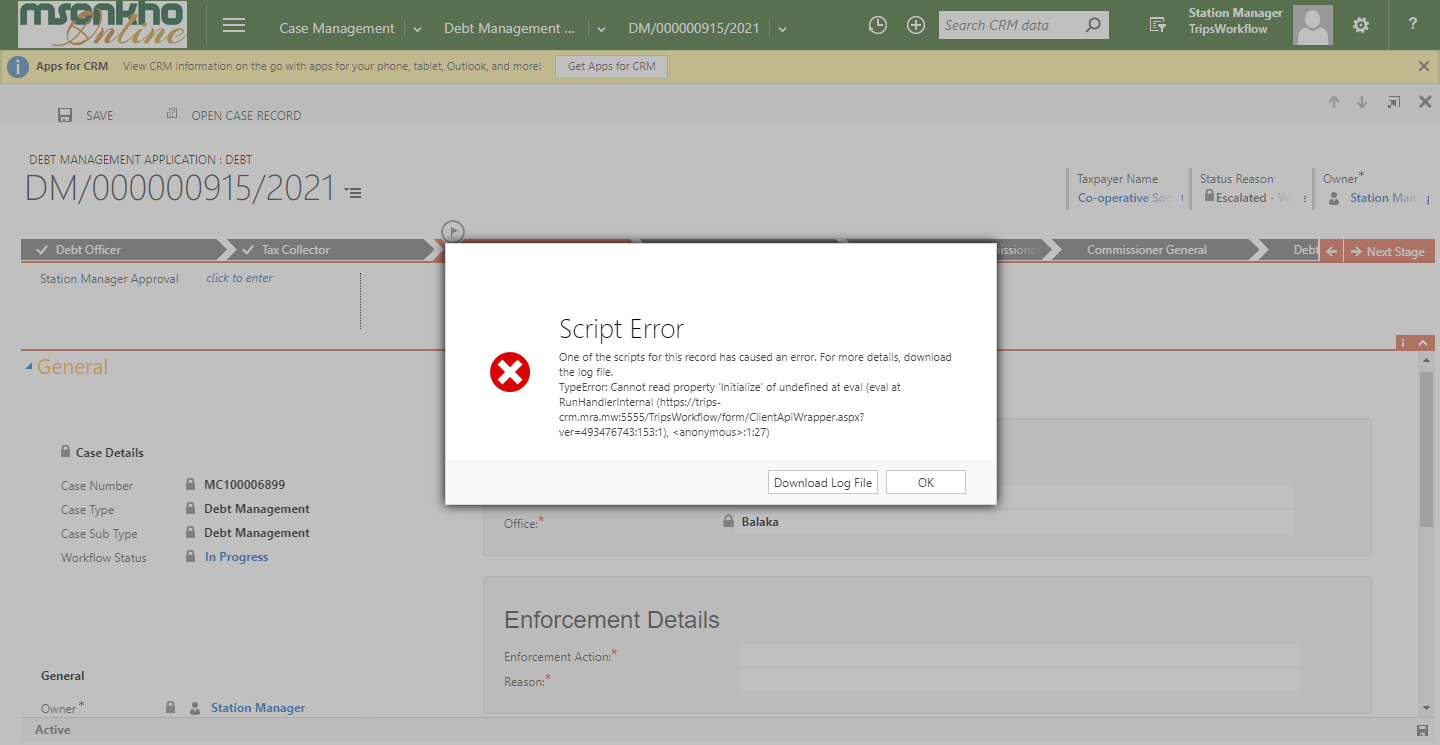 msonkho
Online
Case Management
Debt Management ...
DM/000000915/2021
Search CRM data
Station Manager
TripsWorkflow
?
Apps for CRM View CRM information on the go with apps for your phone, tablet, Outlook, and more! Get Apps for CRM
SAVE
OPEN CASE RECORD
DEBT MANAGEMENT APPLICATION : DEBT
DM/000000915/2021
Taxpayer Name
Co-operative Soc
Status Reason
Escalated - W
Owner*
Station Manag
Debt Officer
Tax Collector
issioner
Commissioner General
Debt
Next Stage
Station Manager Approval click to enter
General
Script Error
One of the scripts for this record has caused an error. For more details, download
the log file.
TypeError: Cannot read property 'Initialize' of undefined at eval (eval at
RunHandlerInternal (https://trips-
crm.mra.mw:5555/TripsWorkflow/form/ClientApiWrapper.aspx?
ver=493476743:153:1), <anonymous>:1:27)
Download Log File
OK
Case Details
Case Number MC100006899
Case Type Debt Management
Case Sub Type Debt Management
Workflow Status In Progress
Office:* Balaka
Enforcement Details
Enforcement Action:*
Reason:*
General
Owner* Station Manager
Active